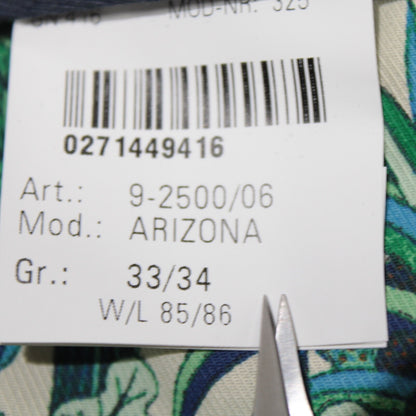 MOD-NR: 325
0271449416
Art.: 9-2500/06
Mod.: ARIZONA
Gr.: 33/34
W/L 85/86